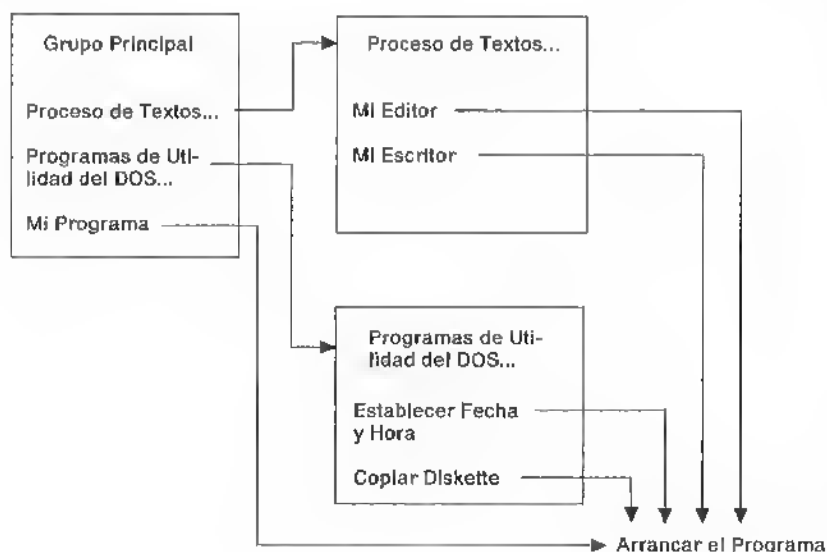 Grupo Principal
Proceso de Textos...
Programas de Uti-
lidad del DOS...
Mi Programa
Proceso de Textos...
Mi Editor
Mi Escritor
Programas de Uti-
lidad del DOS...
Establecer Fecha
y Hora
Copiar Diskette
Arrancar el Programa